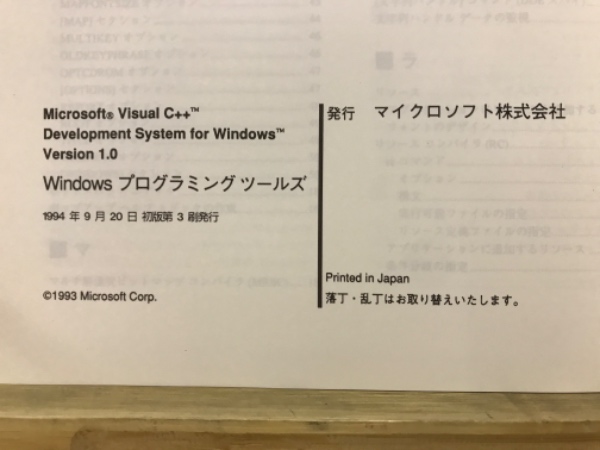 Microsoft® Visual C++™
Development System for Windows™
Version 1.0
Windows プログラミング ツールズ
1994 年 9 月 20 日 初版第 3 刷発行
©1993 Microsoft Corp.
発行 マイクロソフト株式会社
Printed in Japan
落丁・乱丁はお取り替えいたします。